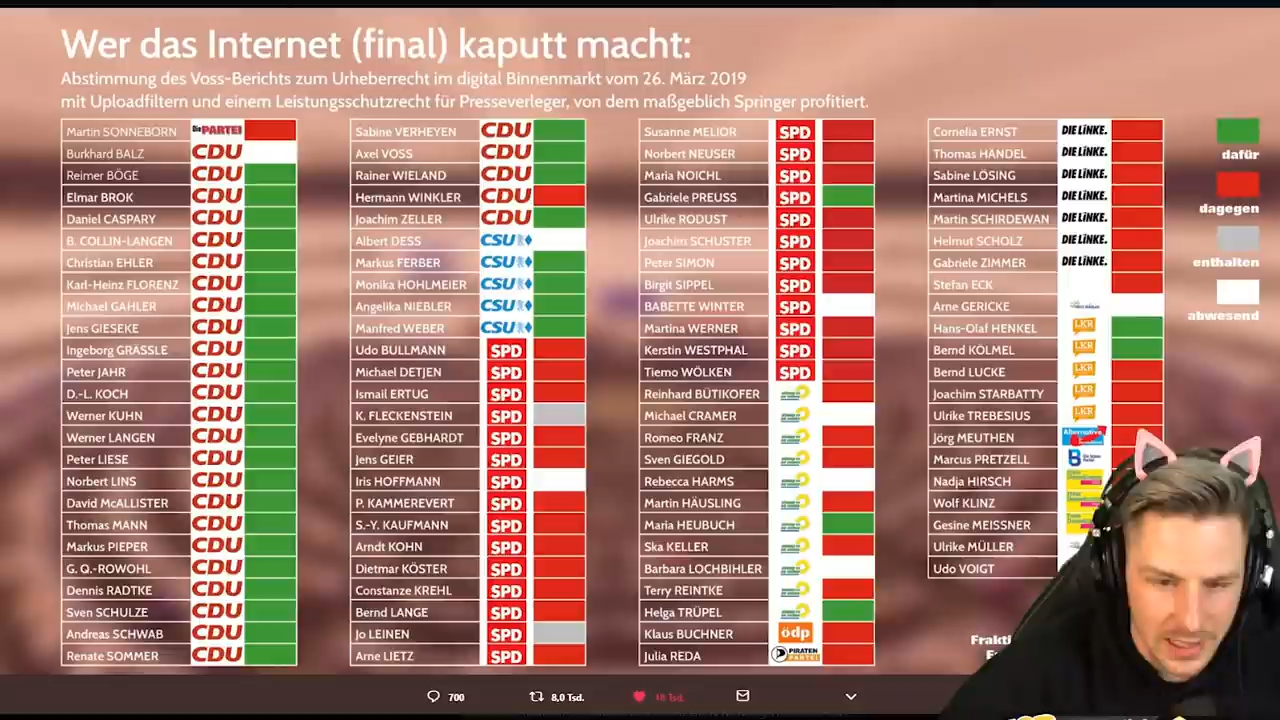 Wer das Internet (final) kaputt macht:
Abstimmung des Voss-Berichts zum Urheberrecht im digital Binnenmarkt vom 26. März 2019
mit Uploadfiltern und einem Leistungsschutzrecht für Presseverleger, von dem maßgeblich Springer profitiert.
Martin SONNEBORN Die PARTEI
Burkhard BALZ CDU
Reimer BÖGE CDU
Elmar BROK CDU
Daniel CASPARY CDU
B. COLLIN-LANGEN CDU
Christian EHLER CDU
Karl-Heinz FLORENZ CDU
Michael GAHLER CDU
Jens GIESEKE CDU
Ingeborg GRÄSSLE CDU
Peter JAHR CDU
D.-L. KOCH CDU
Werner KUHN CDU
Werner LANGEN CDU
Peter LIESE CDU
Norbert LINS CDU
David McALLISTER CDU
Thomas MANN CDU
Markus PIEPER CDU
G. Q.-ROWOHL CDU
Dennis RADTKE CDU
Sven SCHULZE CDU
Andreas SCHWAB CDU
Renate SOMMER CDU
Sabine VERHEYEN CDU
Axel VOSS CDU
Rainer WIELAND CDU
Hermann WINKLER CDU
Joachim ZELLER CDU
Albert DESS CSU
Markus FERBER CSU
Monika HOHLMEIER CSU
Angelika NIEBLER CSU
Manfred WEBER CSU
Udo BULLMANN SPD
Michael DETJEN SPD
Ismail ERTUG SPD
K. FLECKENSTEIN SPD
Evelyne GEBHARDT SPD
Jens GEIER SPD
Iris HOFFMANN SPD
P. KAMMEREVERT SPD
S.-Y. KAUFMANN SPD
Arndt KOHN SPD
Dietmar KÖSTER SPD
Constanze KREHL SPD
Bernd LANGE SPD
Jo LEINEN SPD
Arne LIETZ SPD
Susanne MELIOR SPD
Norbert NEUSER SPD
Maria NOICHL SPD
Gabriele PREUSS SPD
Ulrike RODUST SPD
Joachim SCHUSTER SPD
Peter SIMON SPD
Birgit SIPPEL SPD
BABETTE WINTER SPD
Martina WERNER SPD
Kerstin WESTPHAL SPD
Tiemo WÖLKEN SPD
Reinhard BÜTIKOFER
Michael CRAMER
Romeo FRANZ
Sven GIEGOLD
Rebecca HARMS
Martin HÄUSLING
Maria HEUBUCH
Ska KELLER
Barbara LOCHBIHLER
Terry REINTKE
Helga TRÜPEL
Klaus BUCHNER ödp
Julia REDA PIRATEN PARTEI
Cornelia ERNST DIE LINKE.
Thomas HÄNDEL DIE LINKE.
Sabine LÖSING DIE LINKE.
Martina MICHELS DIE LINKE.
Martin SCHIRDEWAN DIE LINKE.
Helmut SCHOLZ DIE LINKE.
Gabriele ZIMMER DIE LINKE.
Stefan ECK
Arne GERICKE
Hans-Olaf HENKEL LKR
Bernd KÖLMEL LKR
Bernd LUCKE LKR
Joachim STARBATTY LKR
Ulrike TREBESIUS LKR
Jörg MEUTHEN Alternative
Marcus PRETZELL
Nadja HIRSCH
Wolf KLINZ
Gesine MEISSNER
Ulrike MÜLLER
Udo VOIGT
dafür
dagegen
enthalten
abwesend
Frakti
700 8,0 Tsd. 18 Tsd.